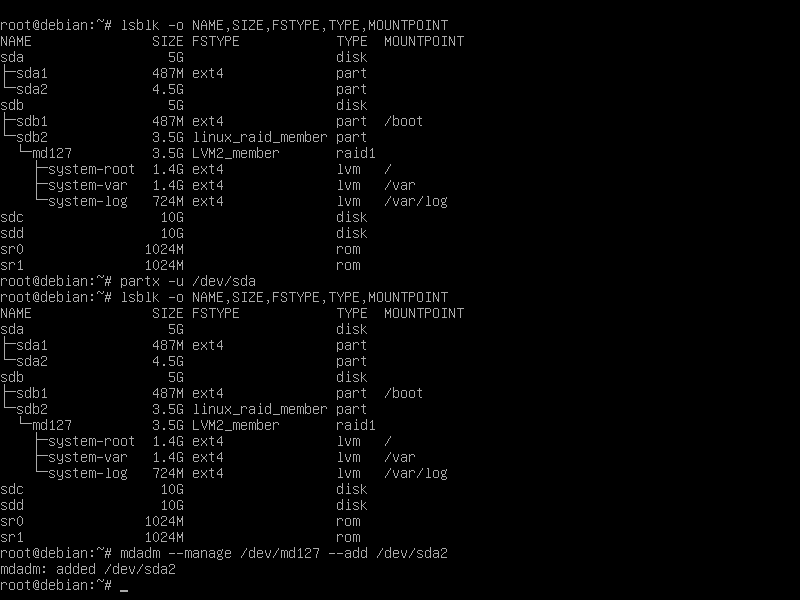 root@debian:~# lsblk -o NAME,SIZE,FSTYPE,TYPE,MOUNTPOINT
NAME               SIZE FSTYPE            TYPE  MOUNTPOINT
sda                  5G                   disk
├─sda1             487M ext4              part
└─sda2             4.5G                   part
sdb                  5G                   disk
├─sdb1             487M ext4              part  /boot
└─sdb2             3.5G linux_raid_member part
  └─md127          3.5G LVM2_member       raid1
    ├─system-root  1.4G ext4              lvm   /
    ├─system-var   1.4G ext4              lvm   /var
    └─system-log   724M ext4              lvm   /var/log
sdc                 10G                   disk
sdd                 10G                   disk
sr0               1024M                   rom
sr1               1024M                   rom
root@debian:~# partx -u /dev/sda
root@debian:~# lsblk -o NAME,SIZE,FSTYPE,TYPE,MOUNTPOINT
NAME               SIZE FSTYPE            TYPE  MOUNTPOINT
sda                  5G                   disk
├─sda1             487M ext4              part
└─sda2             4.5G                   part
sdb                  5G                   disk
├─sdb1             487M ext4              part  /boot
└─sdb2             3.5G linux_raid_member part
  └─md127          3.5G LVM2_member       raid1
    ├─system-root  1.4G ext4              lvm   /
    ├─system-var   1.4G ext4              lvm   /var
    └─system-log   724M ext4              lvm   /var/log
sdc                 10G                   disk
sdd                 10G                   disk
sr0               1024M                   rom
sr1               1024M                   rom
root@debian:~# mdadm --manage /dev/md127 --add /dev/sda2
mdadm: added /dev/sda2
root@debian:~# _